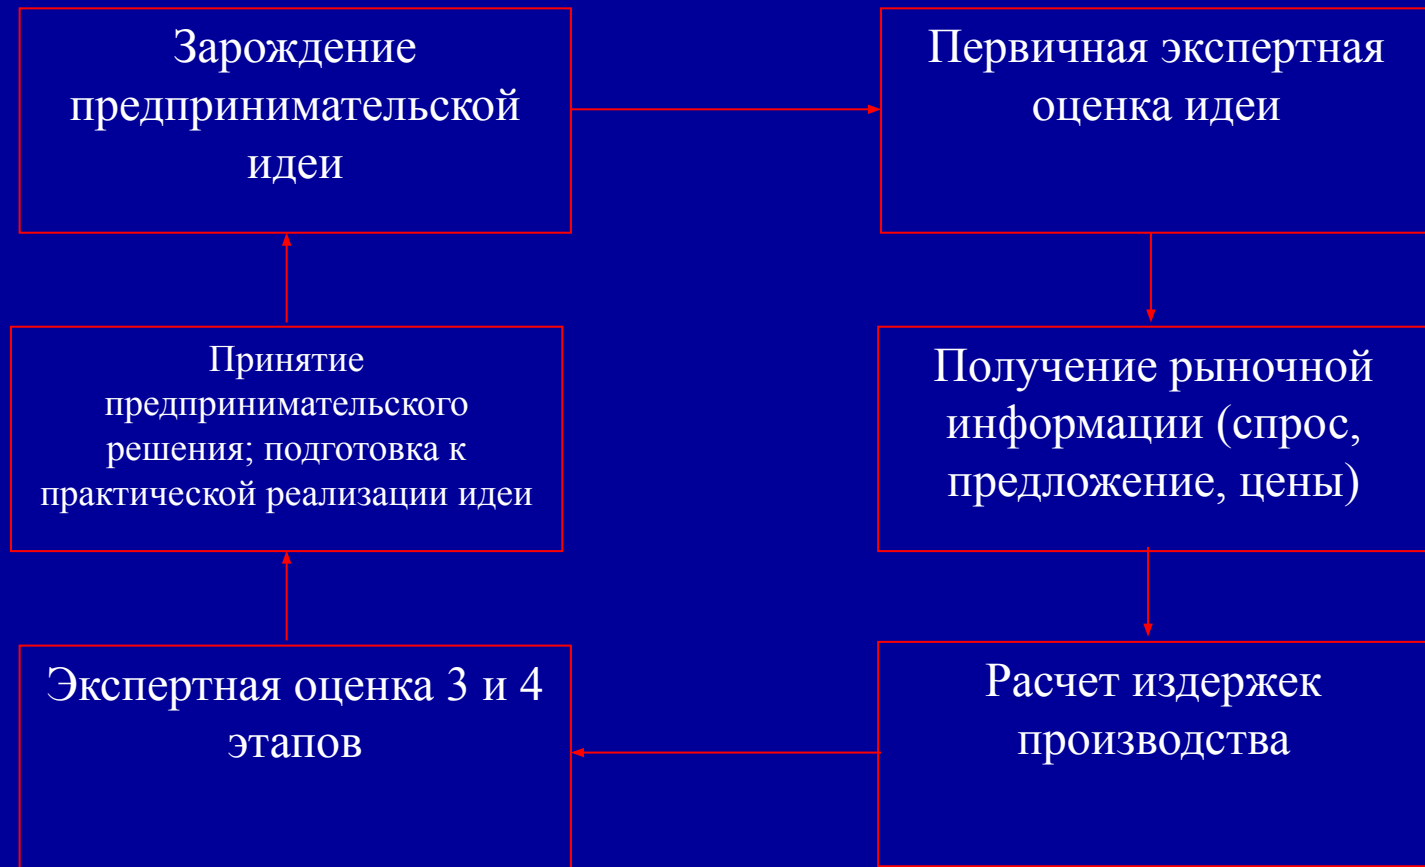 Зарождение
предпринимательской
идеи
Первичная экспертная
оценка идеи
Получение рыночной
информации (спрос,
предложение, цены)
Расчет издержек
производства
Экспертная оценка 3 и 4
этапов
Принятие
предпринимательского
решения; подготовка к
практической реализации идеи